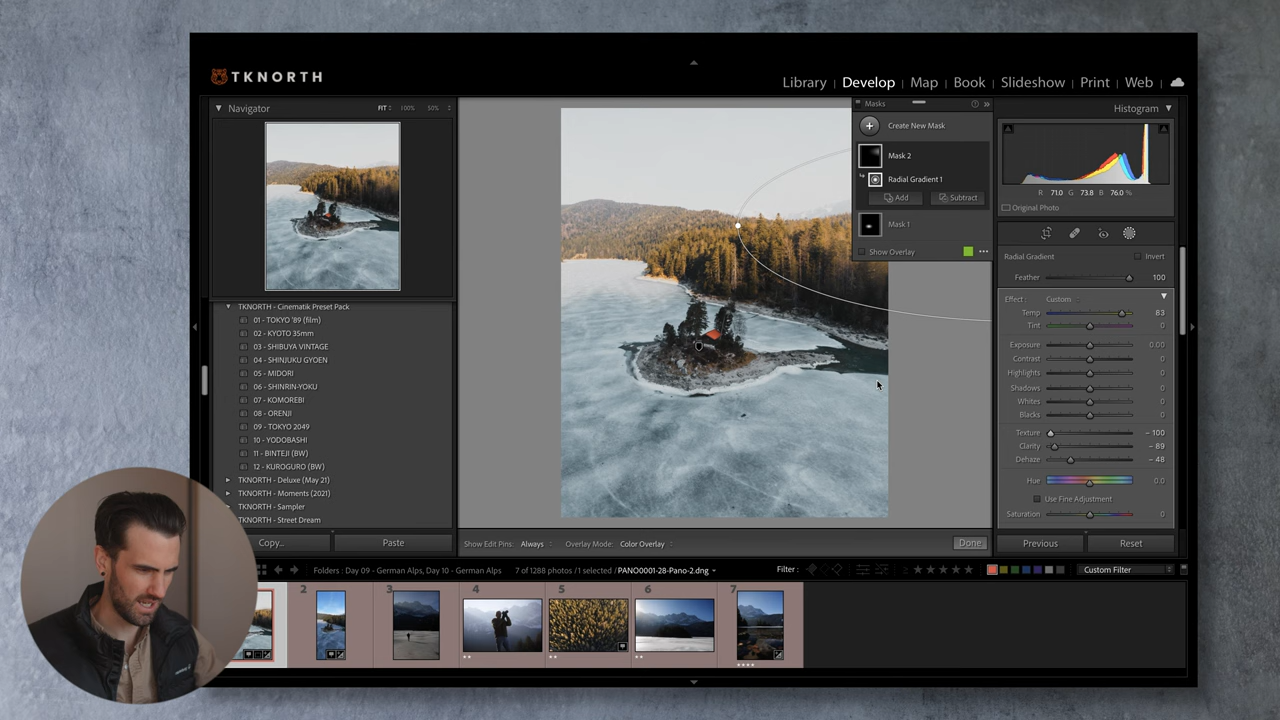 TKNORTH
Library | Develop | Map | Book | Slideshow | Print | Web
Navigator FIT 100% 50%
TKNORTH - Cinematik Preset Pack
01 - TOKYO '89 (film)
02 - KYOTO 35mm
03 - SHIBUYA VINTAGE
04 - SHINJUKU GYOEN
05 - MIDORI
06 - SHINRIN-YOKU
07 - KOMOREBI
08 - ORENJI
09 - TOKYO 2049
10 - YODOBASHI
11 - BINTEJI (BW)
12 - KUROGURO (BW)
TKNORTH - Deluxe (May 21)
TKNORTH - Moments (2021)
TKNORTH - Sampler
TKNORTH - Street Dream
Copy... Paste
Masks
Create New Mask
Mask 2
Radial Gradient 1
Add Subtract
Mask 1
Show Overlay
Histogram
R 71.0 G 73.8 B 76.0 %
Original Photo
Radial Gradient Invert
Feather 100
Effect : Custom
Temp 83
Tint
Exposure 0.00
Contrast 0
Highlights 0
Shadows 0
Whites 0
Blacks 0
Texture - 100
Clarity - 89
Dehaze - 48
Hue 0.0
Use Fine Adjustment
Saturation 0
Show Edit Pins: Always Overlay Mode: Color Overlay Done
Previous Reset
Folders : Day 09 - German Alps, Day 10 - German Alps 7 of 1288 photos / 1 selected / PANO0001-28-Pano-2.dng
Filter : Custom Filter
2 3 4 5 6 7